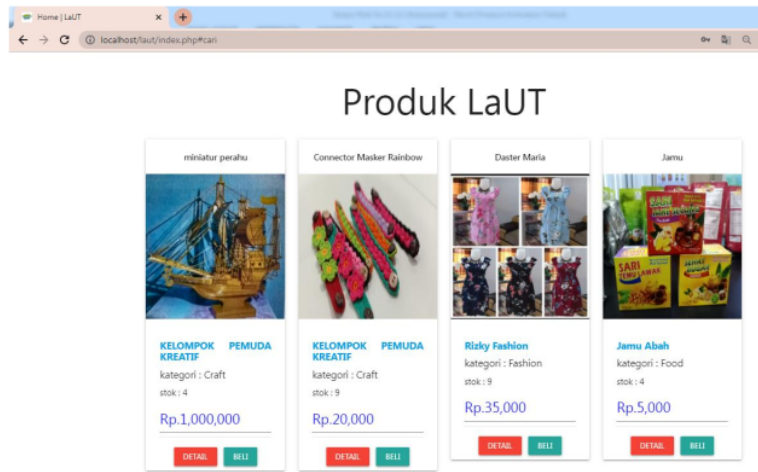 Home | LaUT
localhost/laut/index.php#cari
Produk LaUT
miniatur perahu
Connector Masker Rainbow
Daster Maria
Jamu
SARI
TEMULAWAK
SARI
KELOMPOK PEMUDA
KREATIF
kategori : Craft
stok : 4
Rp.1,000,000
DETAIL
BELI
KELOMPOK PEMUDA
KREATIF
kategori : Craft
stok : 9
Rp.20,000
DETAIL
BELI
Rizky Fashion
kategori : Fashion
stok : 9
Rp.35,000
DETAIL
BELI
Jamu Abah
kategori : Food
stok : 4
Rp.5,000
DETAIL
BELI